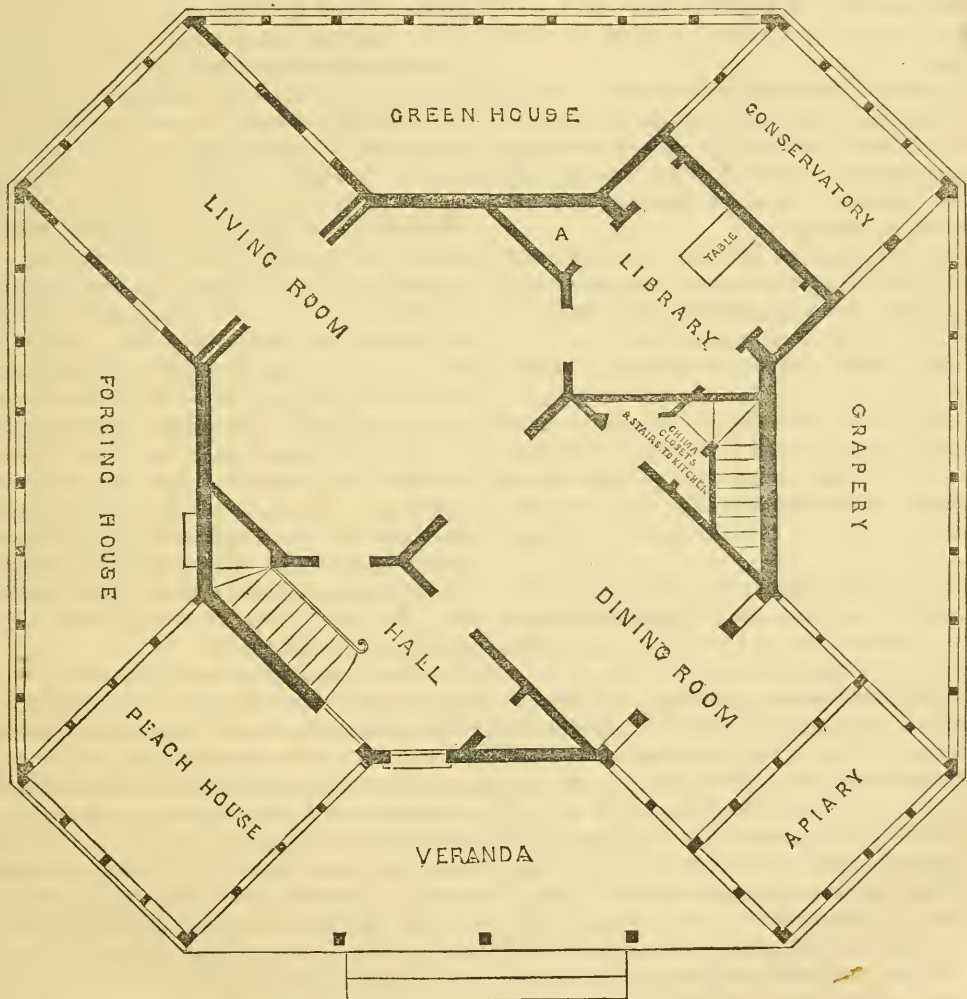 GREEN HOUSE
CONSERVATORY
LIVING ROOM
A
TABLE
LIBRARY
FORCING HOUSE
GRAPERY
CHINA
CLOSETS
& STAIRS TO KITCHEN
DINING ROOM
HALL
PEACH HOUSE
APIARY
VERANDA